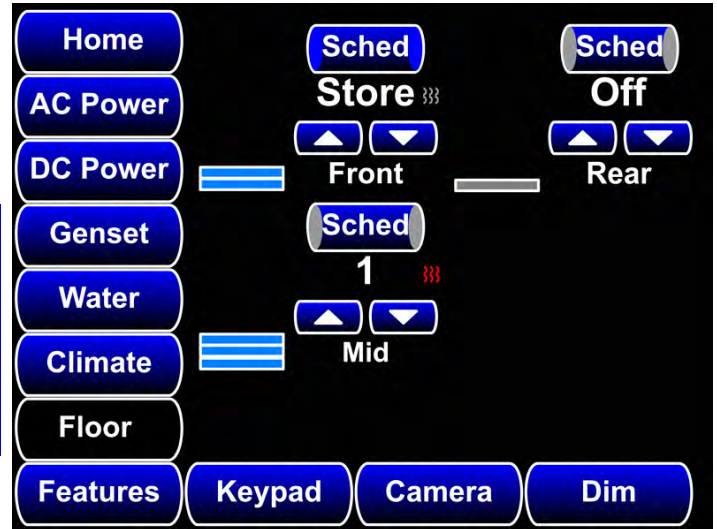 Home
AC Power
DC Power
Genset
Water
Climate
Floor
Features
Keypad
Camera
Dim
Sched
Store
Front
Sched
Off
Rear
Sched
1
Mid